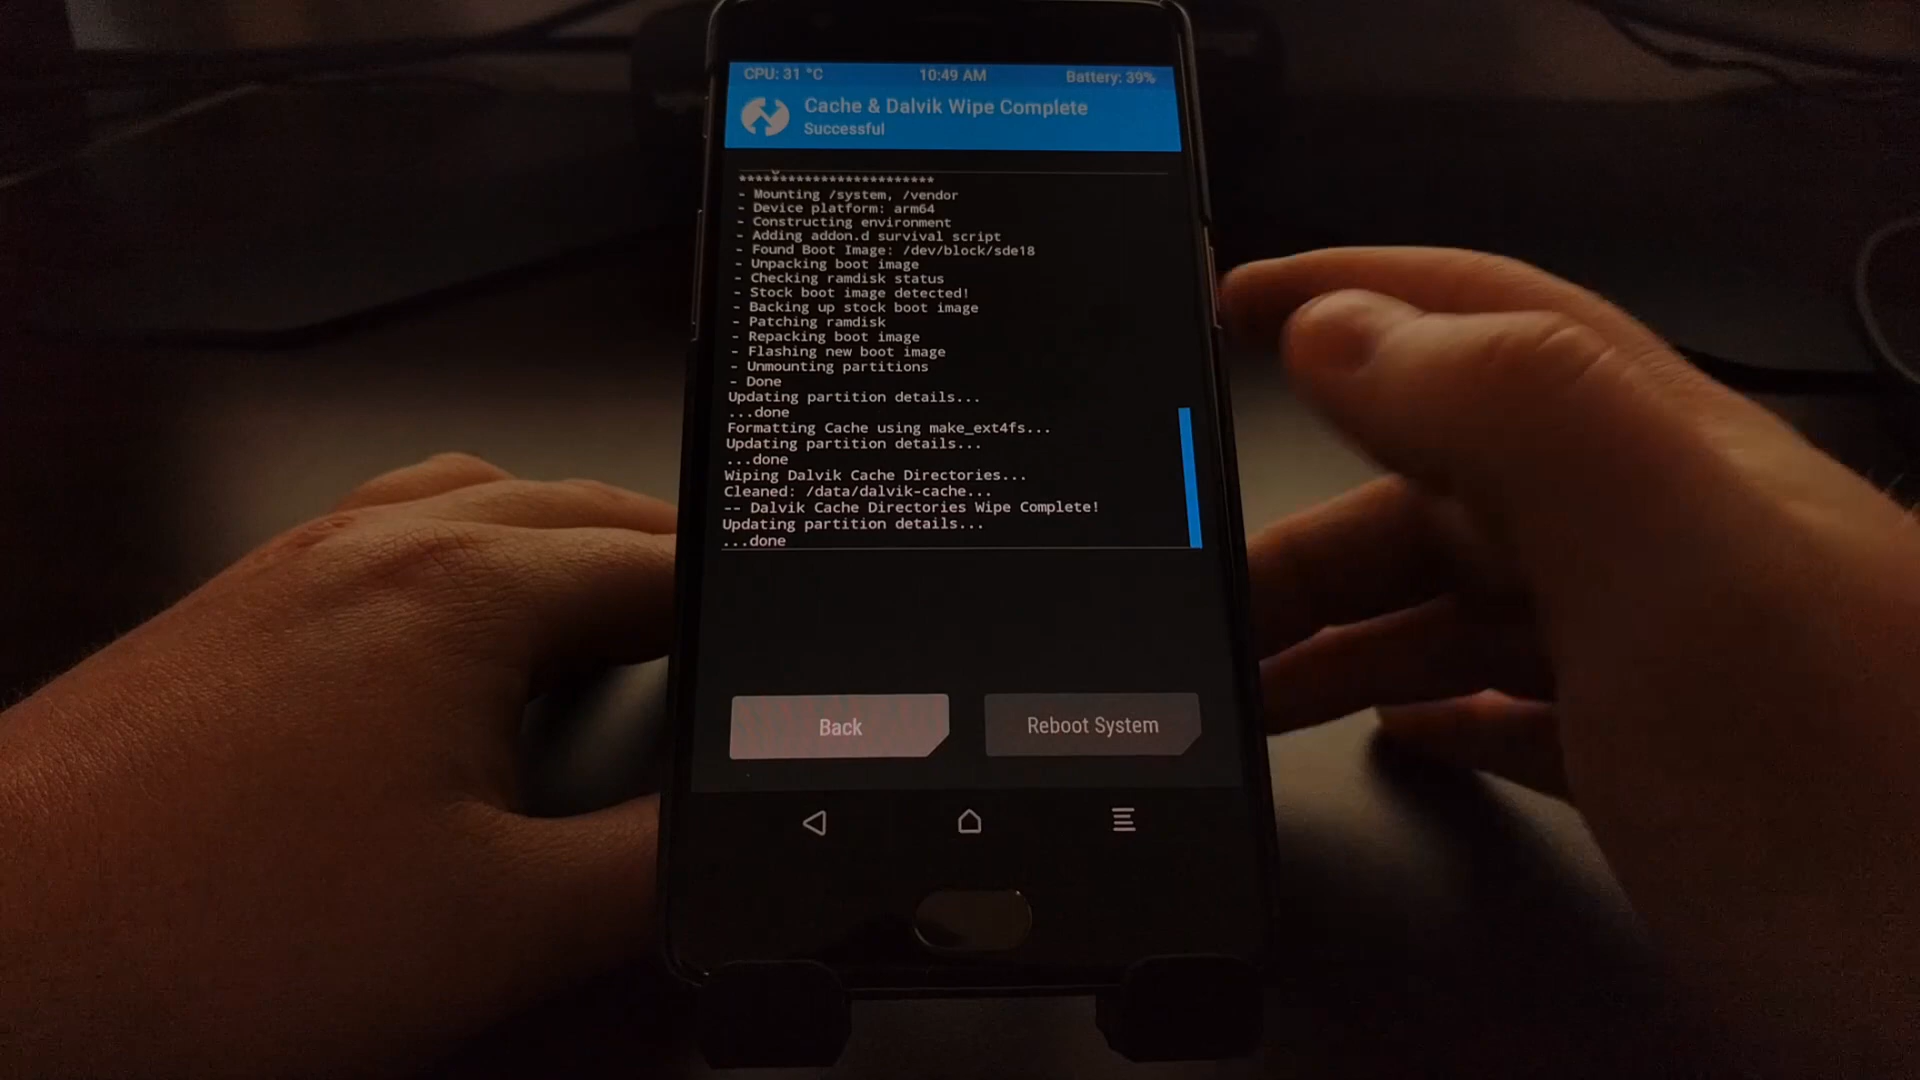 CPU: 31 °C 10:49 AM Battery: 39%
Cache & Dalvik Wipe Complete
Successful
************************
- Mounting /system, /vendor
- Device platform: arm64
- Constructing environment
- Adding addon.d survival script
- Found Boot Image: /dev/block/sde18
- Unpacking boot image
- Checking ramdisk status
- Stock boot image detected!
- Backing up stock boot image
- Patching ramdisk
- Repacking boot image
- Flashing new boot image
- Unmounting partitions
- Done
Updating partition details...
...done
Formatting Cache using make_ext4fs...
Updating partition details...
...done
Wiping Dalvik Cache Directories...
Cleaned: /data/dalvik-cache...
-- Dalvik Cache Directories Wipe Complete!
Updating partition details...
...done
Back Reboot System